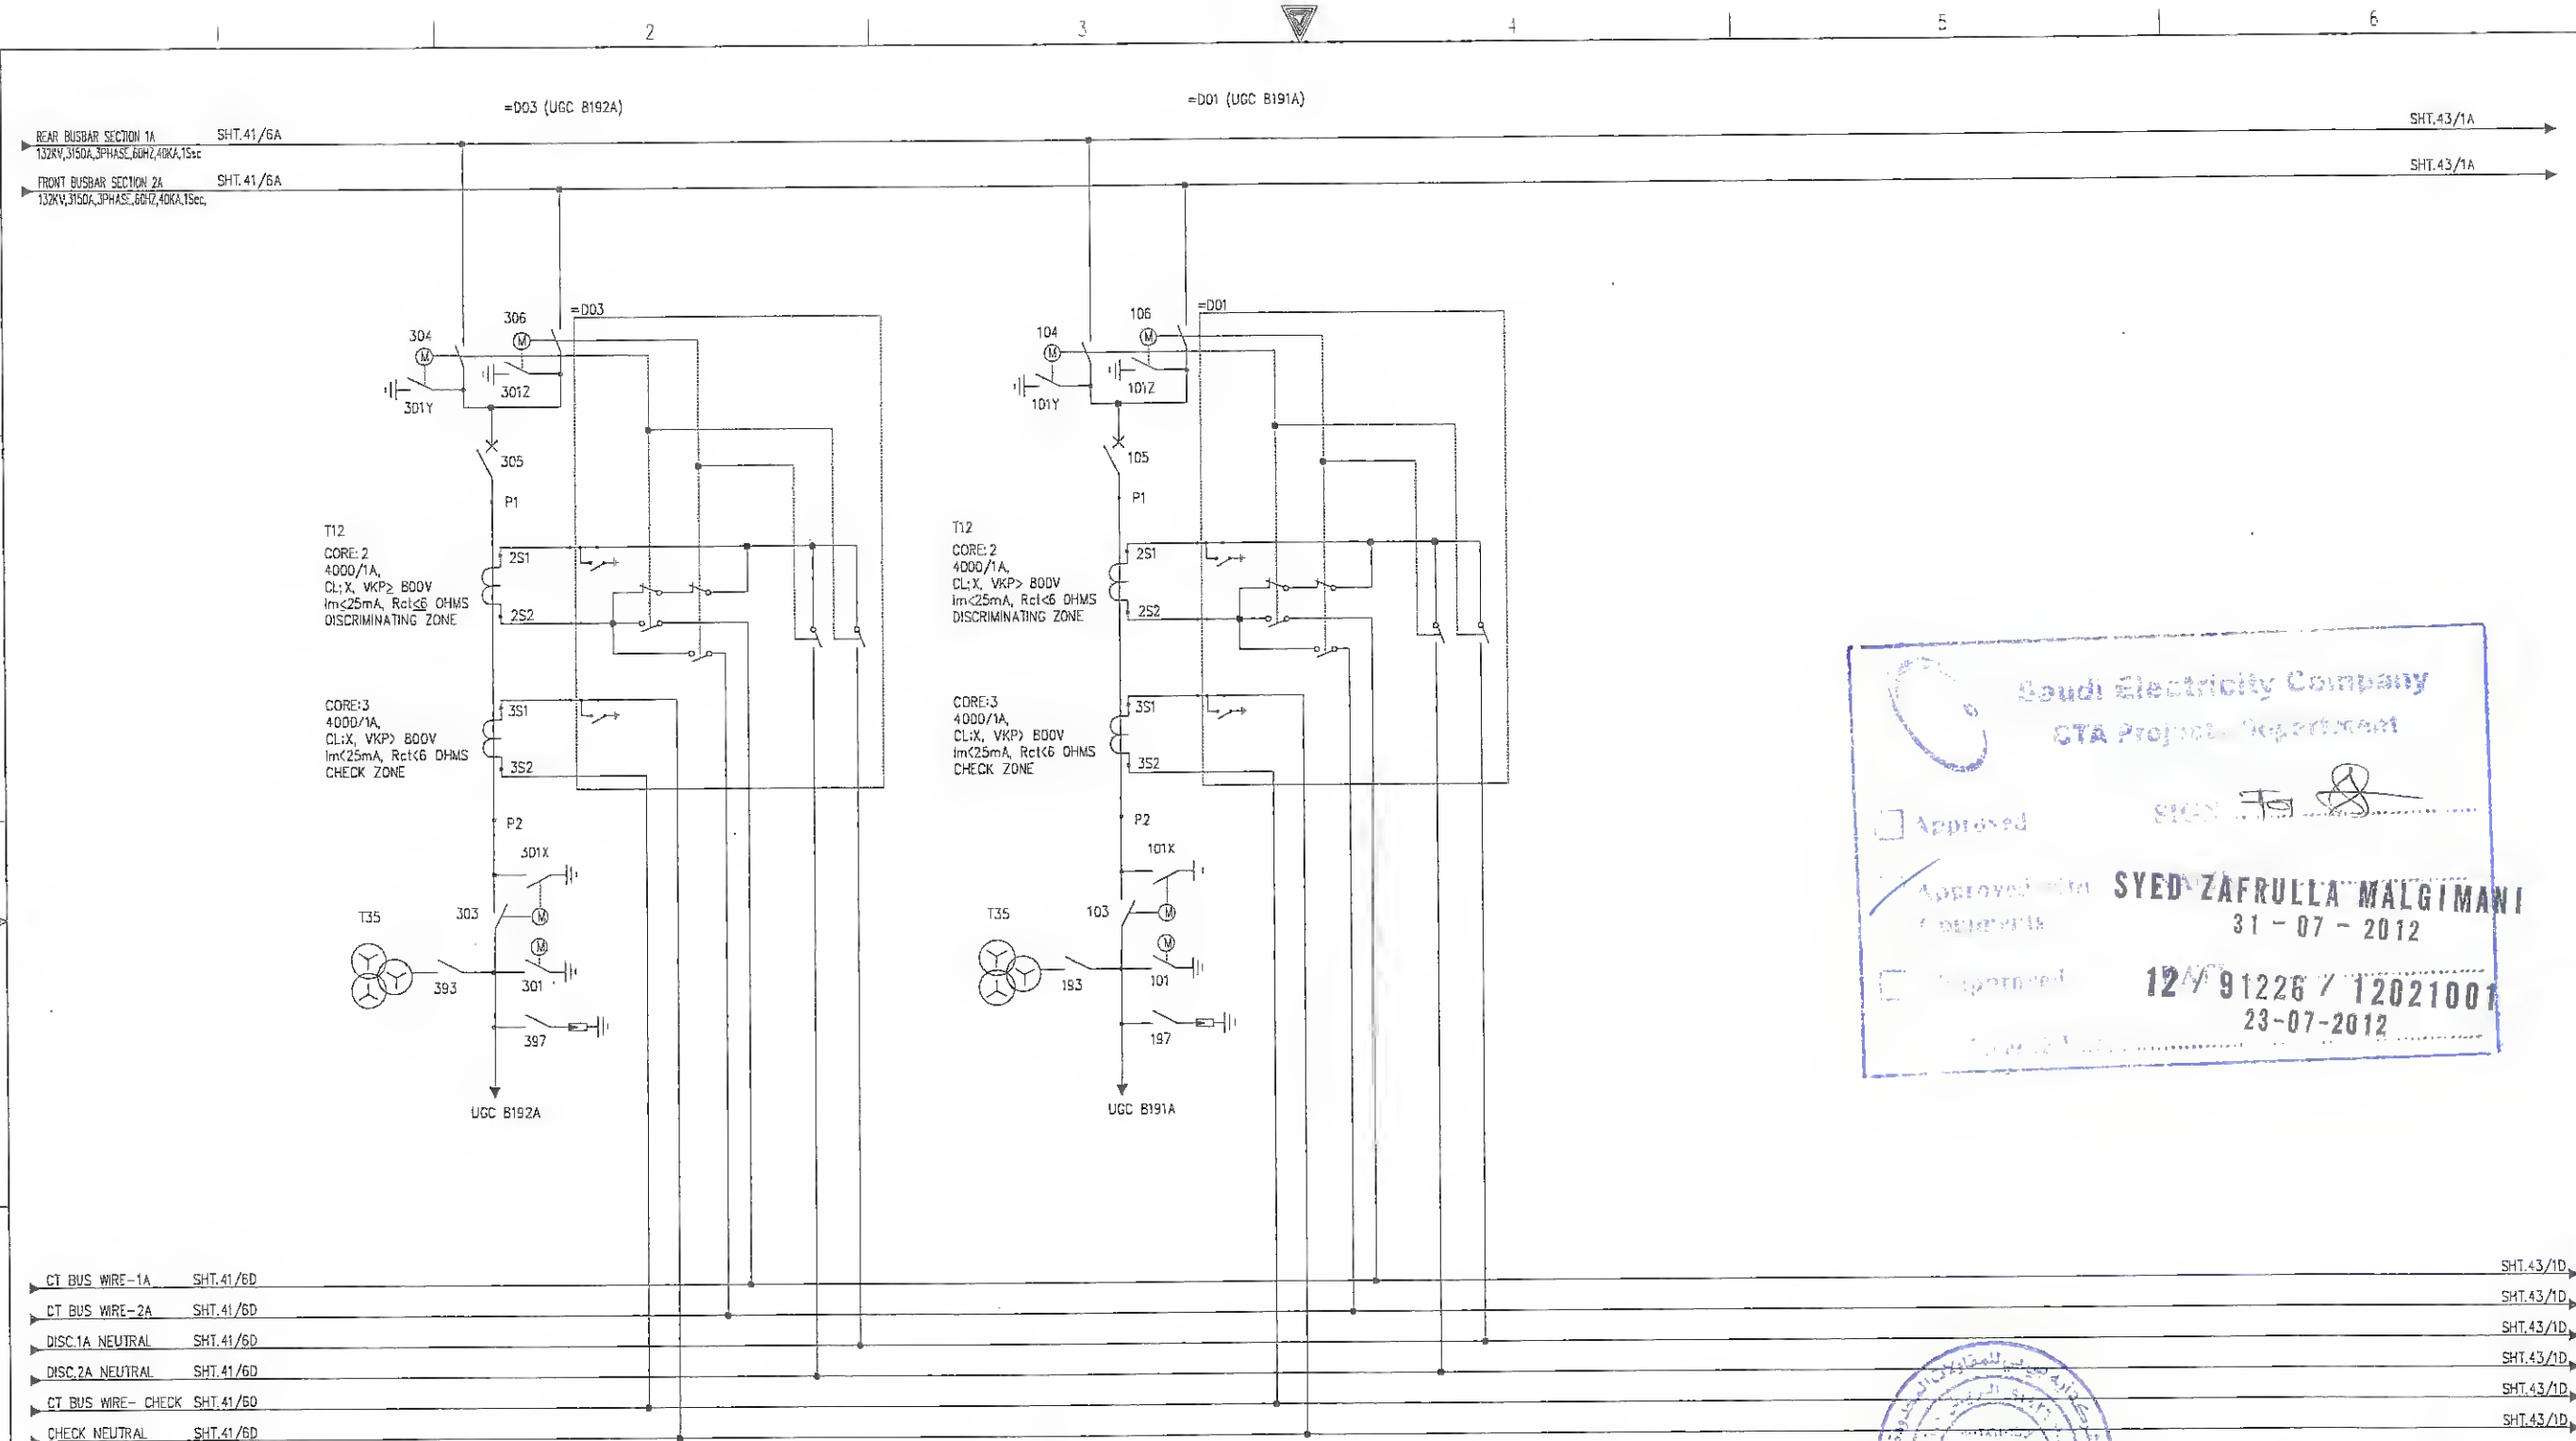 2
3
4
5
6
=D03 (UGC B192A)
=D01 (UGC B191A)
REAR BUSBAR SECTION 1A SHT.41/6A
132KV,3150A,3PHASE,60HZ,40KA,1Sec
SHT.43/1A
FRONT BUSBAR SECTION 2A SHT.41/6A
132KV,3150A,3PHASE,60HZ,40KA,1Sec,
SHT.43/1A
=D03
306
304
M
M
301Z
301Y
305
P1
T12
CORE:2
4000/1A,
CL:X, VKP≥ 800V
Im≤25mA, Rct≤6 OHMS
DISCRIMINATING ZONE
2S1
2S2
CORE:3
4000/1A,
CL:X, VKP> 800V
Im<25mA, Rct<6 OHMS
CHECK ZONE
3S1
3S2
P2
301X
T35
303
M
M
393
301
397
UGC B192A
=D01
106
104
M
M
101Z
101Y
105
P1
T12
CORE:2
4000/1A,
CL:X, VKP> 800V
Im<25mA, Rct<6 OHMS
DISCRIMINATING ZONE
2S1
2S2
CORE:3
4000/1A,
CL:X, VKP> 800V
Im<25mA, Rct<6 OHMS
CHECK ZONE
3S1
3S2
P2
101X
T35
103
M
M
193
101
197
UGC B191A
Saudi Electricity Company
Approved
SIGN
SYED ZAFRULLA MALGIMANI
31-07-2012
12/91226/12021001
23-07-2012
CT BUS WIRE-1A SHT.41/6D
SHT.43/1D
CT BUS WIRE-2A SHT.41/6D
SHT.43/1D
DISC.1A NEUTRAL SHT.41/6D
SHT.43/1D
DISC.2A NEUTRAL SHT.41/6D
SHT.43/1D
CT BUS WIRE- CHECK SHT.41/6D
SHT.43/1D
CHECK NEUTRAL SHT.41/6D
SHT.43/1D